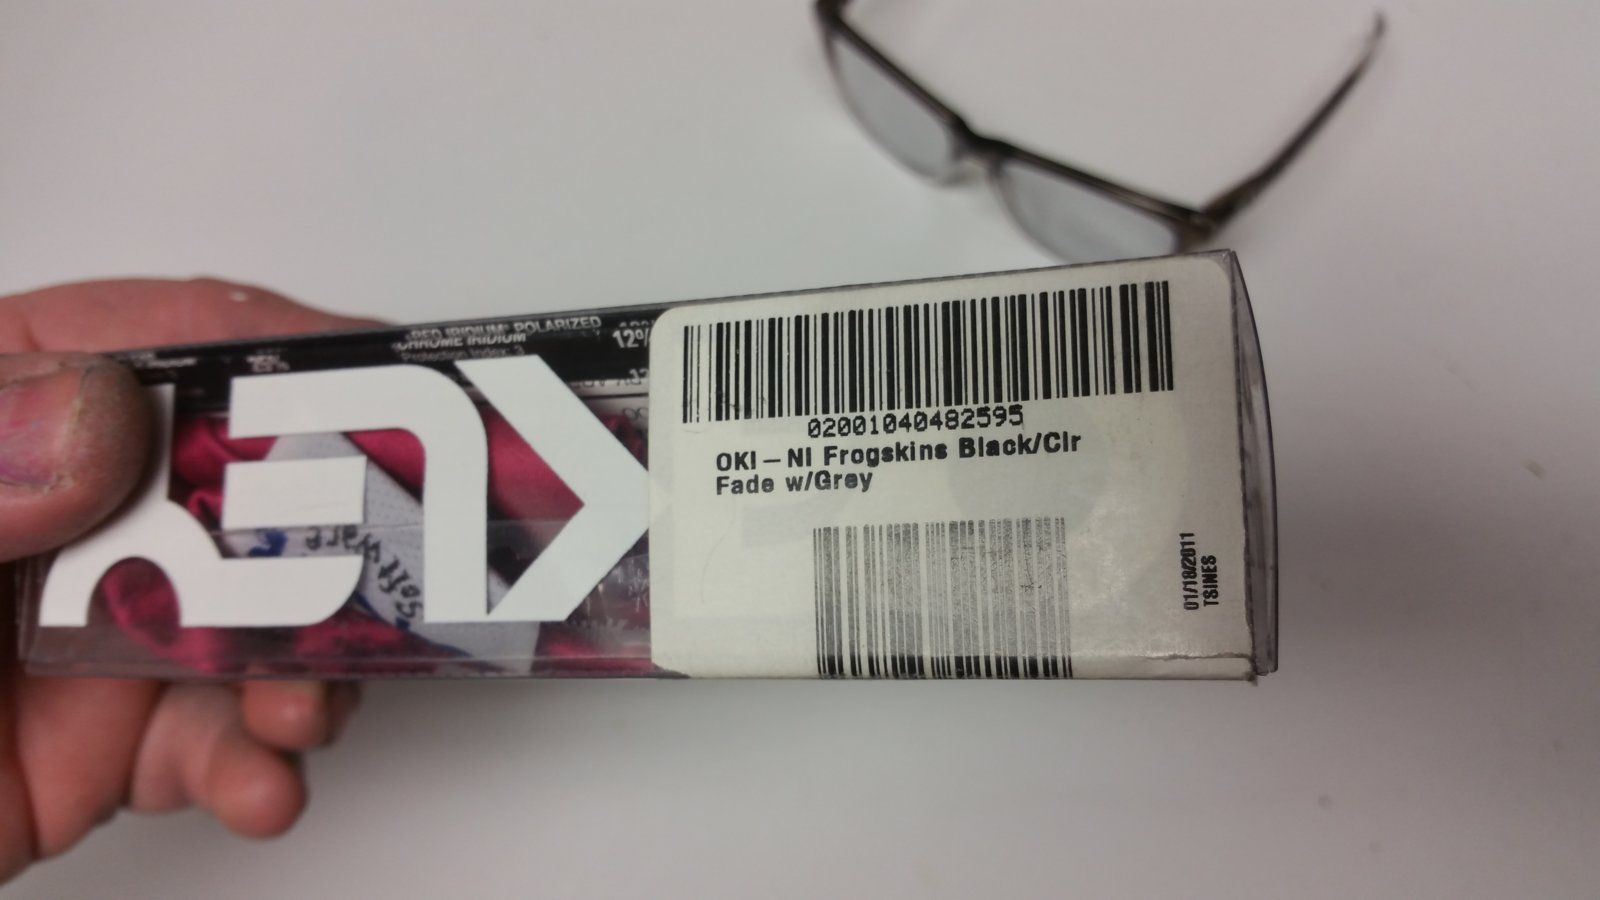 RED IRIDIUM® POLARIZED
CHROME IRIDIUM®
Protection Index: 3
12%
02001040482595
OKI – NI Frogskins Black/Clr
Fade w/Grey
01/18/2011
TSINES